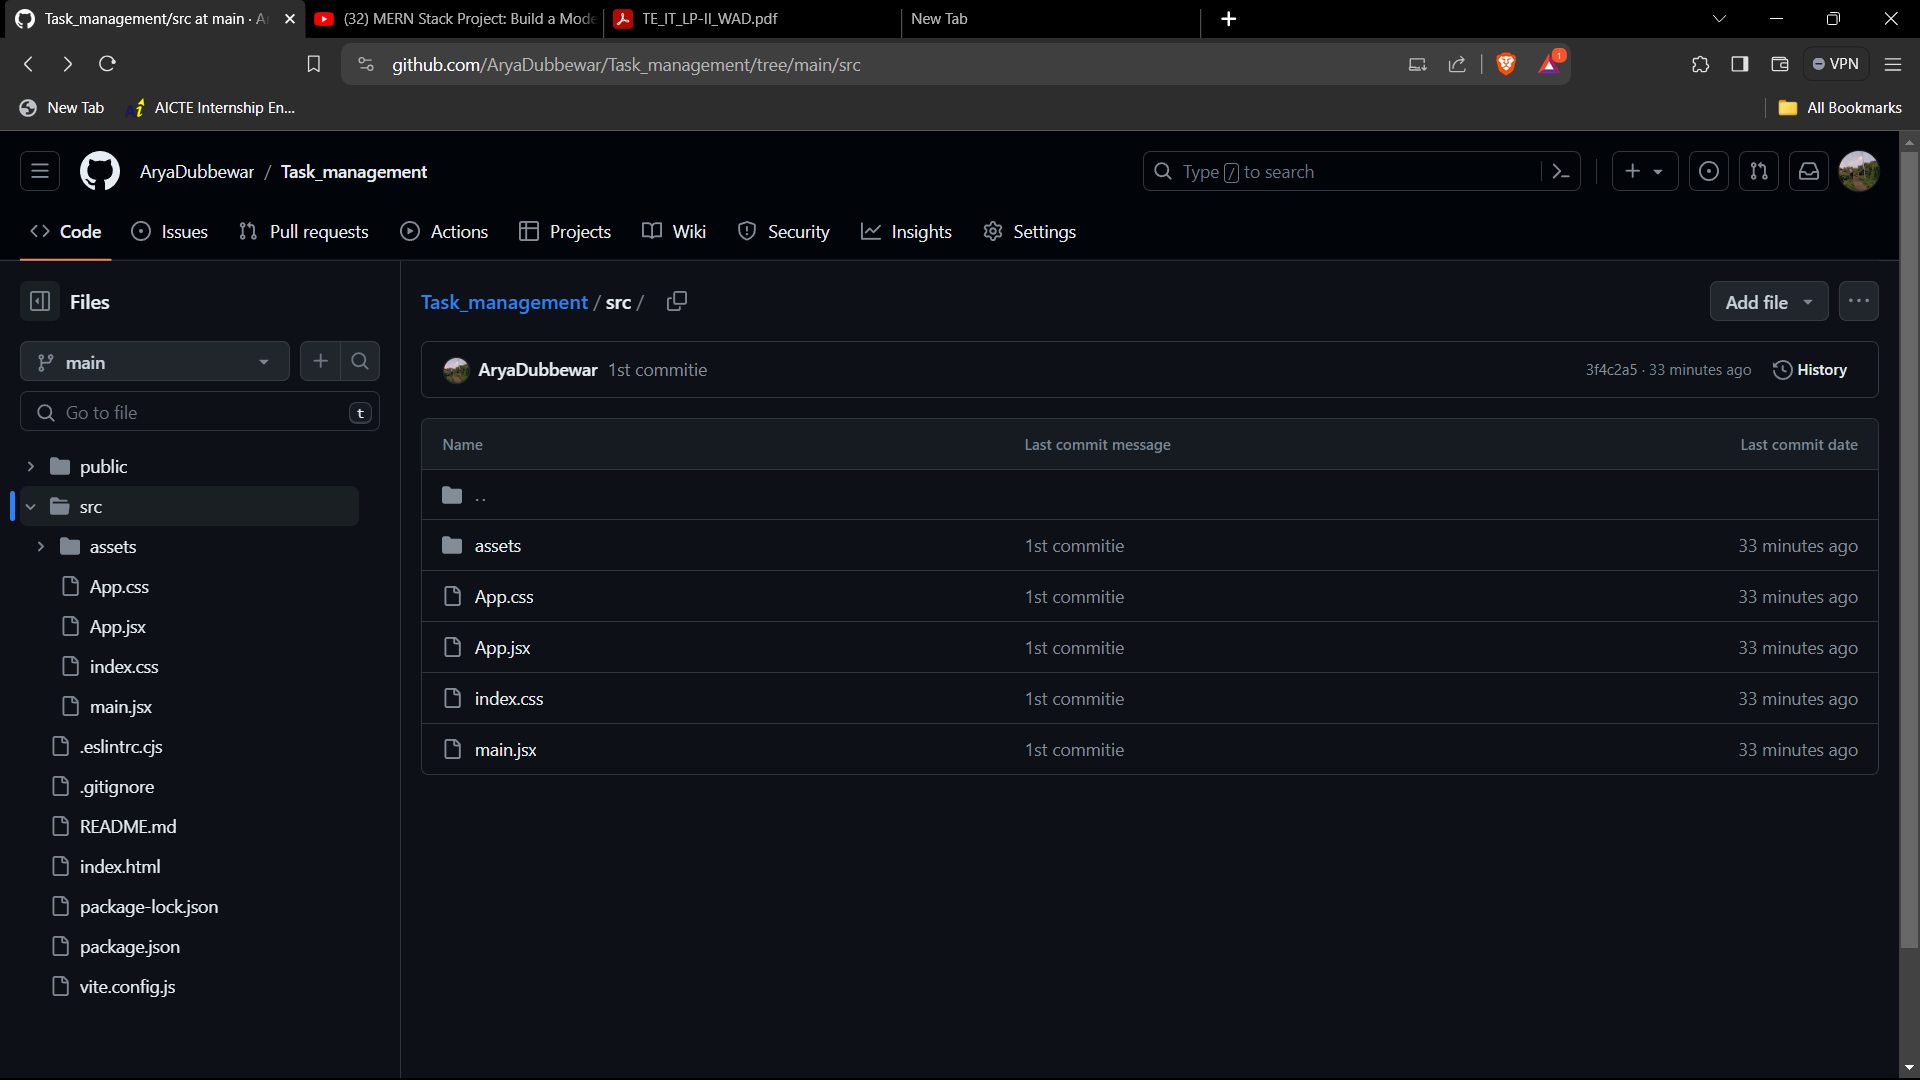 Task_management/src at main · A
(32) MERN Stack Project: Build a Mode
TE_IT_LP-II_WAD.pdf
New Tab
github.com/AryaDubbewar/Task_management/tree/main/src
1
VPN
New Tab
AICTE Internship En...
All Bookmarks
AryaDubbewar / Task_management
Type / to search
Code
Issues
Pull requests
Actions
Projects
Wiki
Security
Insights
Settings
Files
main
Go to file
t
public
src
assets
App.css
App.jsx
index.css
main.jsx
.eslintrc.cjs
.gitignore
README.md
index.html
package-lock.json
package.json
vite.config.js
Task_management / src /
Add file
AryaDubbewar 1st commitie
3f4c2a5 · 33 minutes ago
History
Name Last commit message Last commit date
..
assets 1st commitie 33 minutes ago
App.css 1st commitie 33 minutes ago
App.jsx 1st commitie 33 minutes ago
index.css 1st commitie 33 minutes ago
main.jsx 1st commitie 33 minutes ago